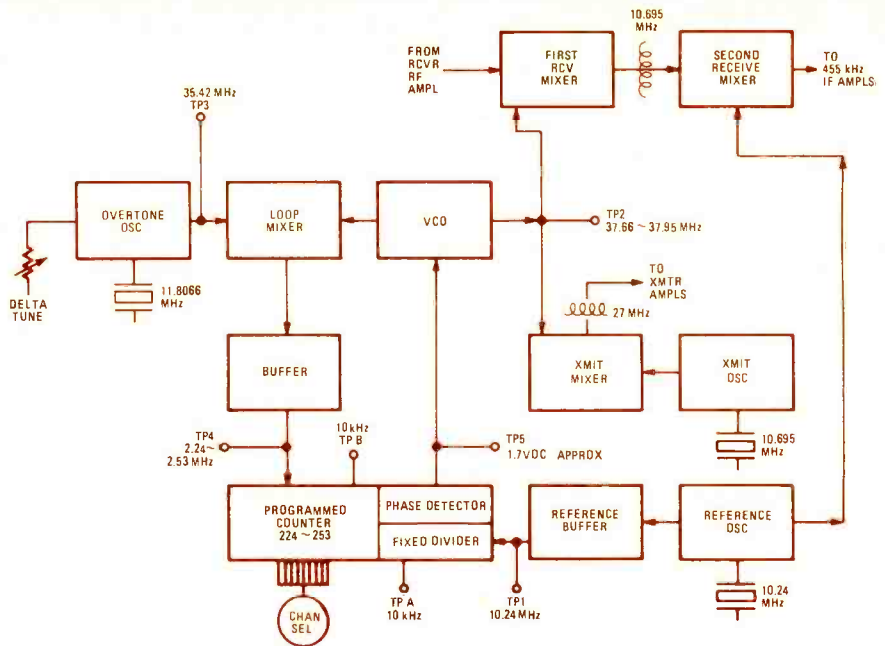 10.695
MHz
FROM
RCVR
RF
AMPL
FIRST
RCV
MIXER
SECOND
RECEIVE
MIXER
TO
455 kHz
IF AMPLS
35.42 MHz
TP3
OVERTONE
OSC
LOOP
MIXER
VCO
TP2
37.66 ~ 37.95 MHz
DELTA
TUNE
11.8066
MHz
TO
XMTR
AMPLS
27 MHz
BUFFER
XMIT
MIXER
XMIT
OSC
TP4
2.24~
2.53 MHz
10kHz
TP B
TP5
1.7VDC APPROX
10.695
MHz
PROGRAMMED
COUNTER
224 ~ 253
PHASE DETECTOR
FIXED DIVIDER
REFERENCE
BUFFER
REFERENCE
OSC
CHAN
SEL
TP A
10 kHz
TP1
10.24MHz
10.24
MHz